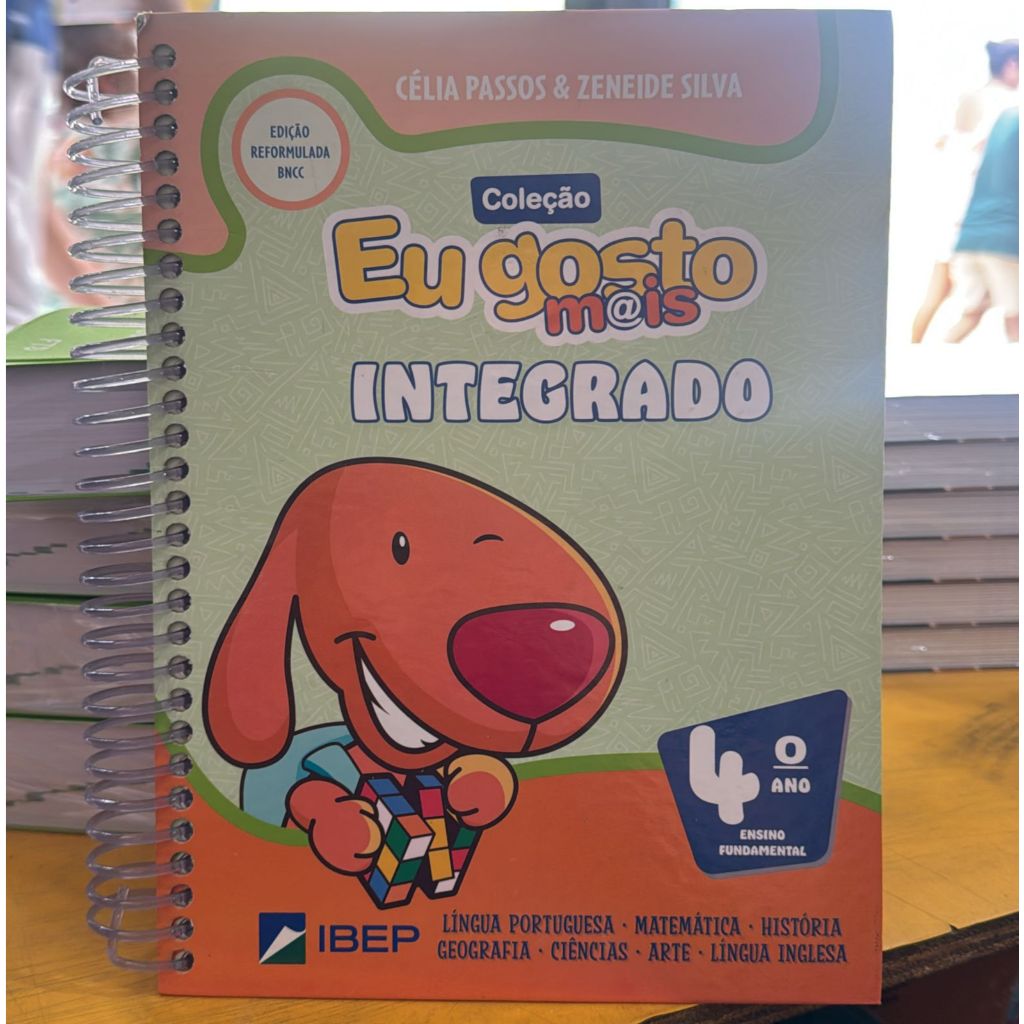 CÉLIA PASSOS & ZENEIDE SILVA
EDIÇÃO
REFORMULADA
BNCC
Coleção
Eu gosto
m@is
INTEGRADO
4º
ANO
ENSINO
FUNDAMENTAL
IBEP
LÍNGUA PORTUGUESA · MATEMÁTICA · HISTÓRIA
GEOGRAFIA · CIÊNCIAS · ARTE · LÍNGUA INGLESA